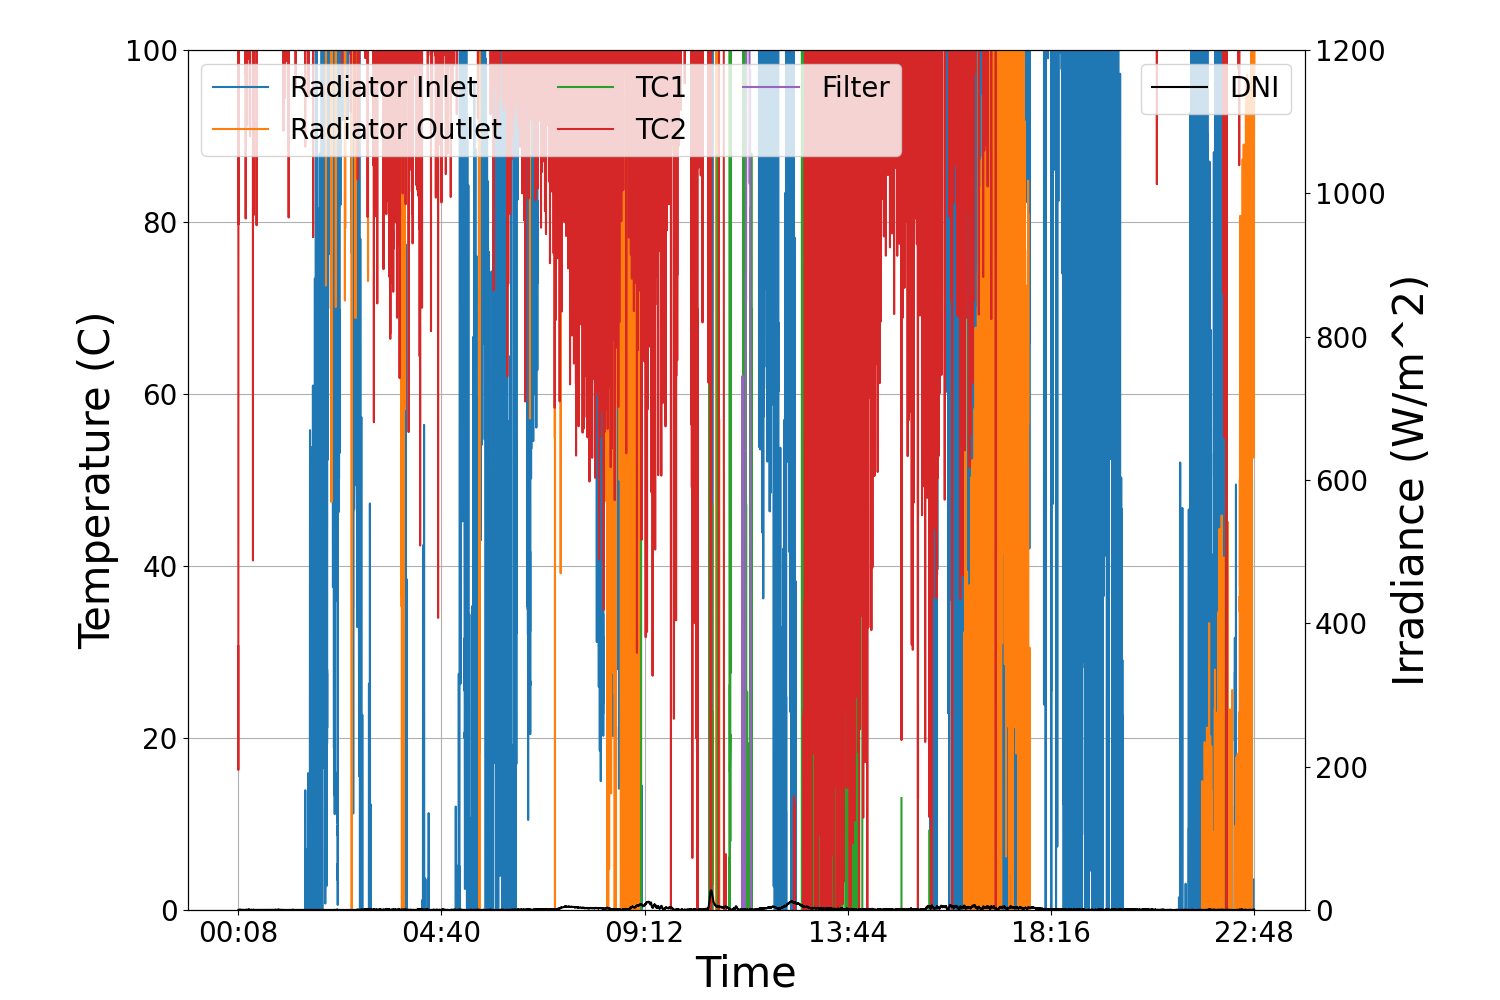 Temperature (C)
100
80
60
40
20
0
Radiator Inlet
Radiator Outlet
TC1
TC2
Filter
DNI
1200
1000
800
600
400
200
0
Irradiance (W/m^2)
00:08
04:40
09:12
13:44
18:16
22:48
Time